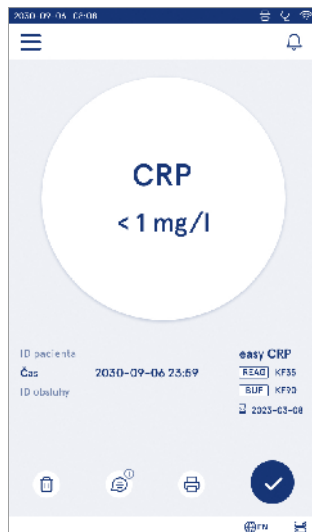 2030-09-06 08:08
CRP
< 1 mg/l
ID pacienta
easy CRP
Čas 2030-09-06 23:59
REAG KF35
ID obsluhy
BUF KF90
2023-03-08
EN